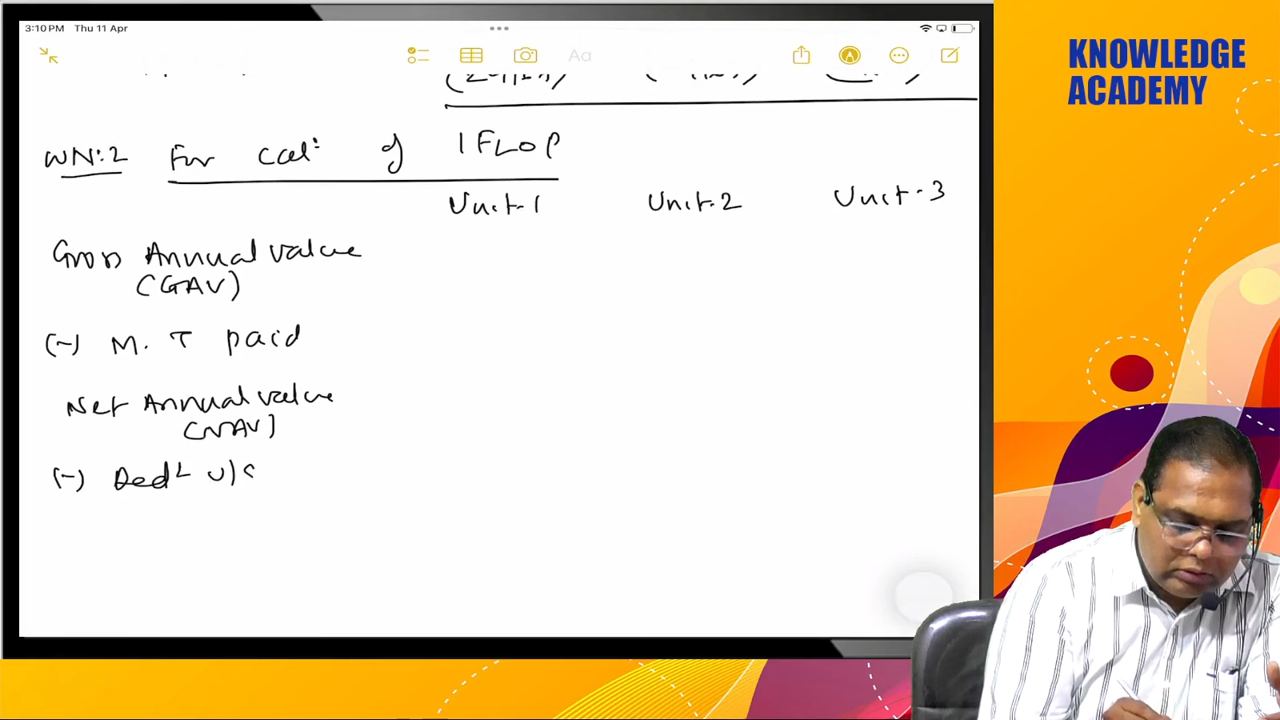 3:10 PM Thu 11 Apr
KNOWLEDGE
ACADEMY
WN:2 For cal: of IFLOP
Unit-1 Unit-2 Unit-3
Gross Annual value
(GAV)
(-) M. T paid
Net Annual value
(NAV)
(-) Ded